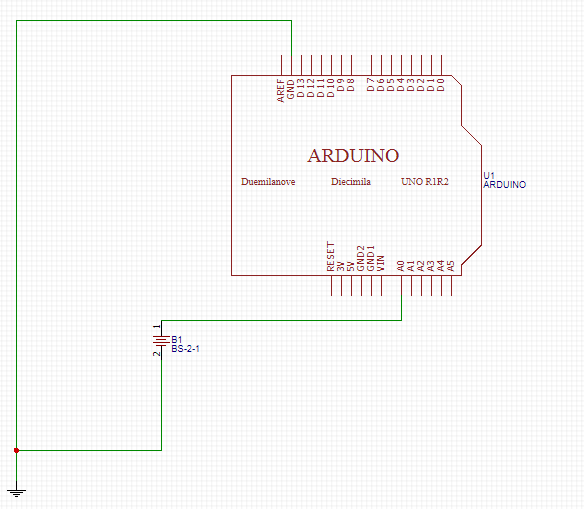 AREF
GND
D13
D12
D11
D10
D9
D8
D7
D6
D5
D4
D3
D2
D1
D0
ARDUINO
Duemilanove Diecimila UNO R1R2
U1
ARDUINO
RESET
3V
5V
GND2
GND1
VIN
A0
A1
A2
A3
A4
A5
1
B1
BS-2-1
2